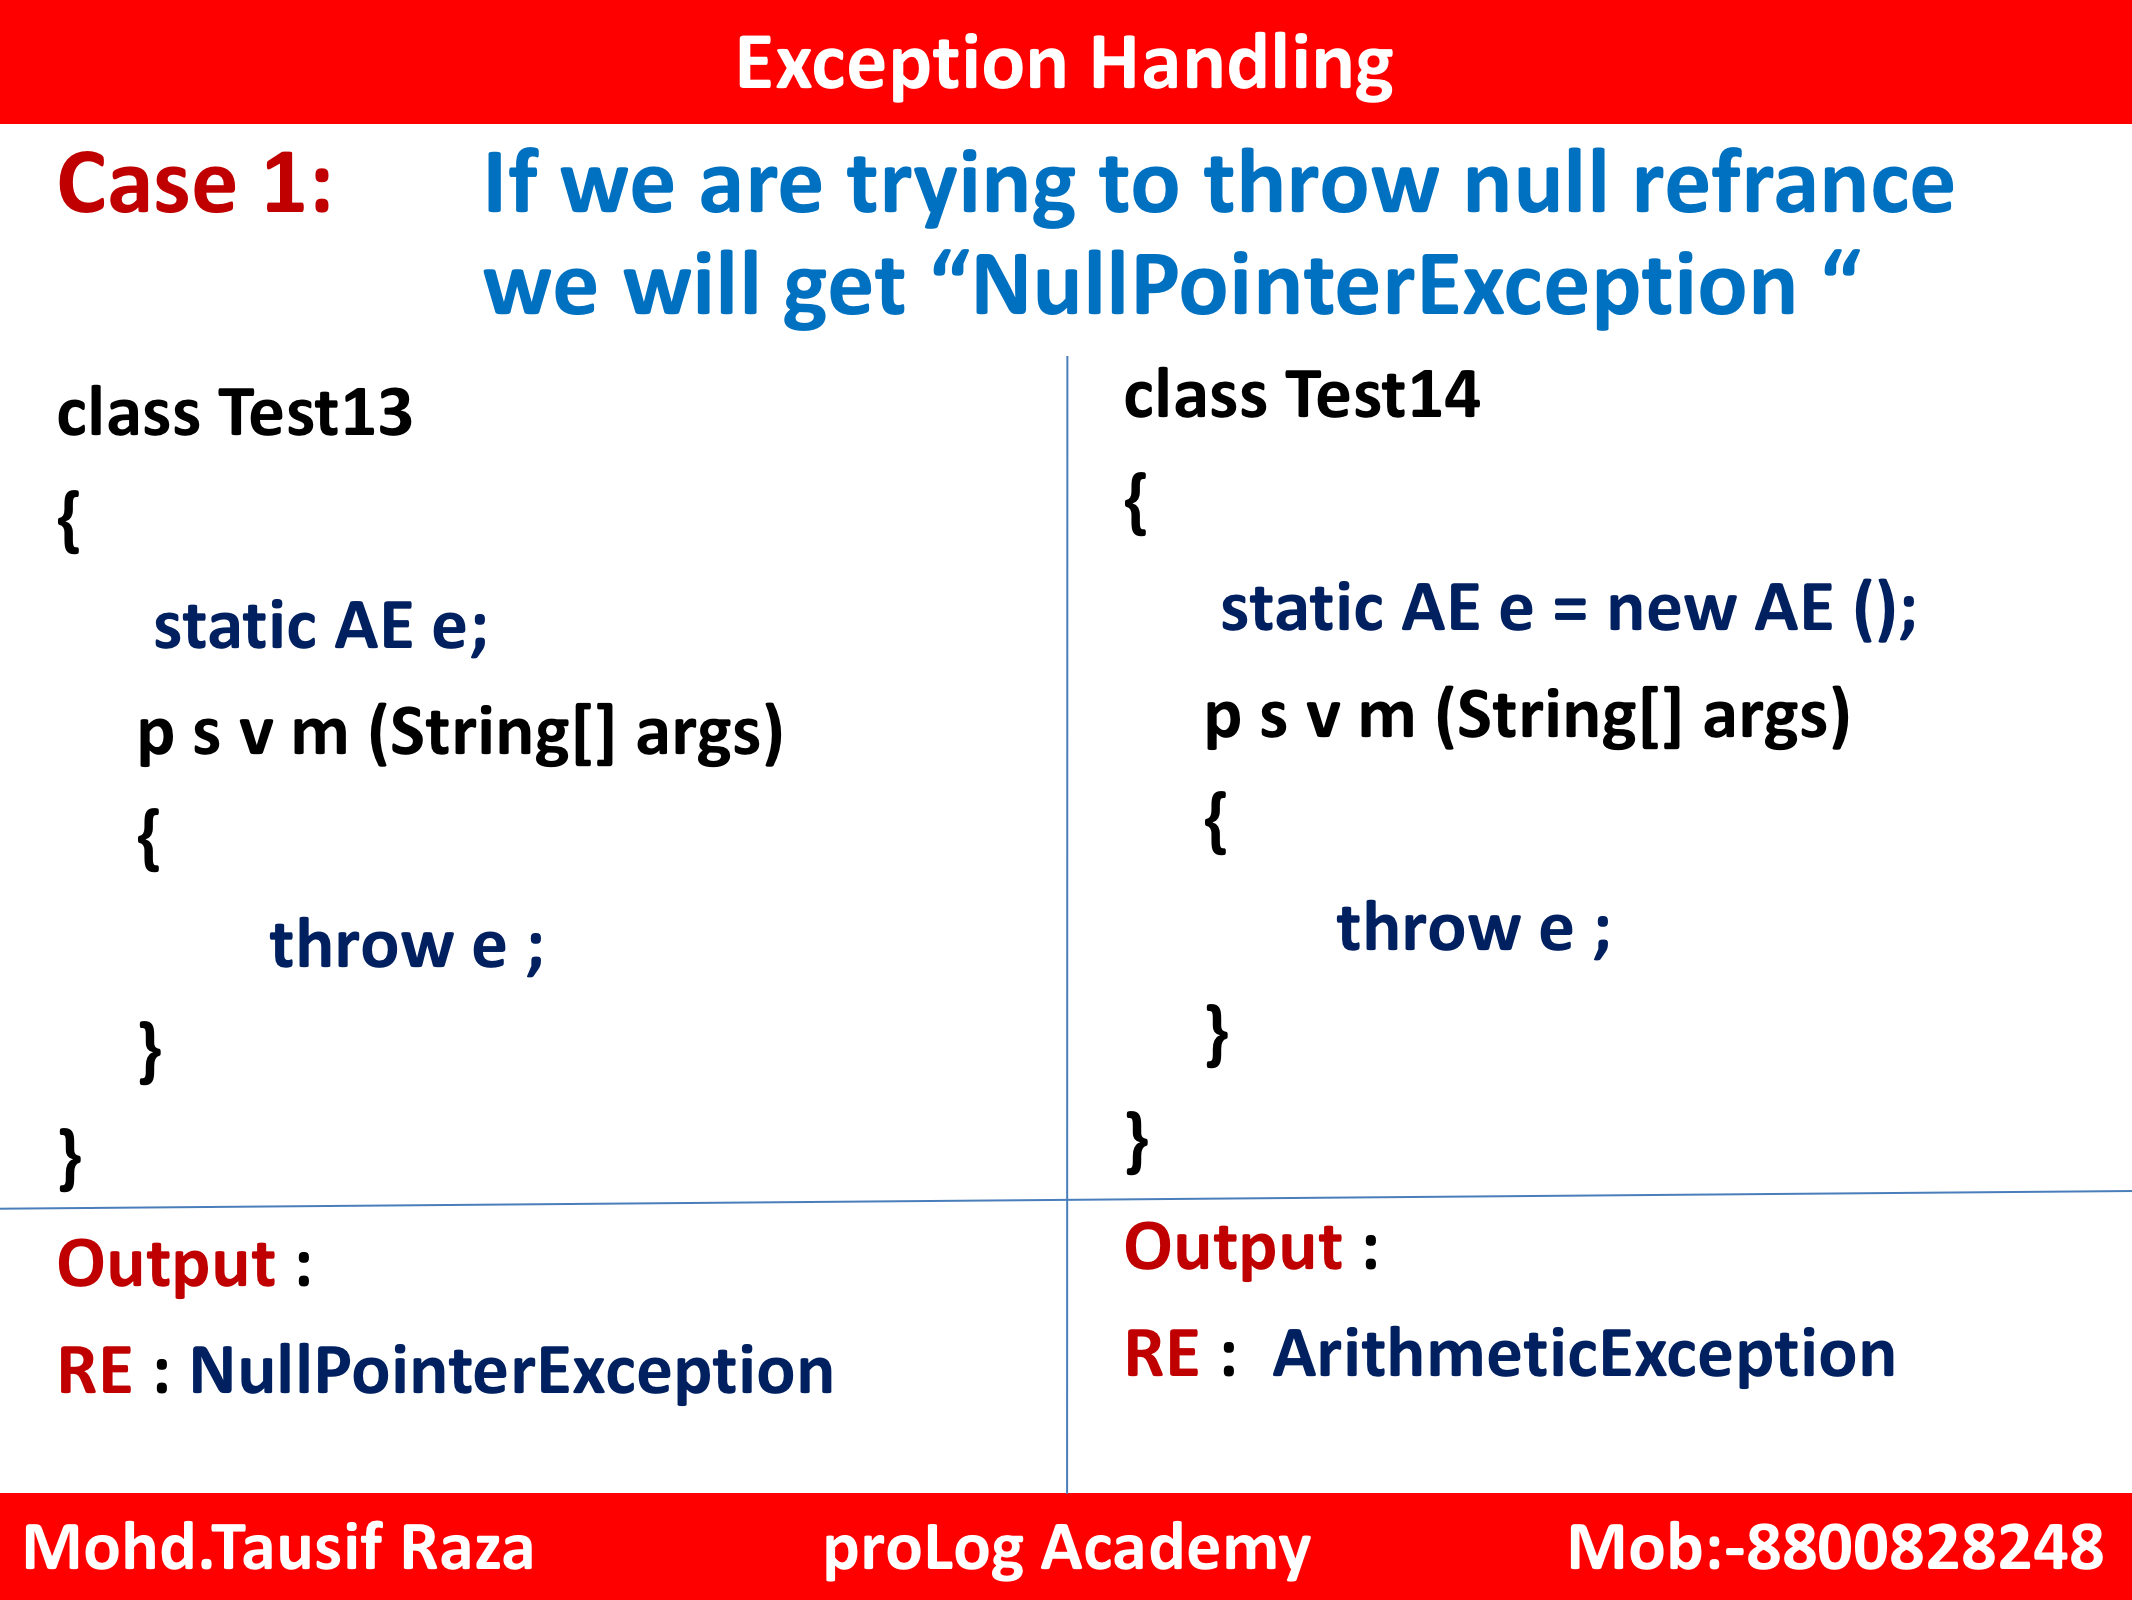 Exception Handling
Case 1: If we are trying to throw null refrance
we will get “NullPointerException “
class Test13
{
static AE e;
p s v m (String[] args)
{
throw e ;
}
}
Output :
RE : NullPointerException
class Test14
{
static AE e = new AE ();
p s v m (String[] args)
{
throw e ;
}
}
Output :
RE : ArithmeticException
Mohd.Tausif Raza proLog Academy Mob:-8800828248